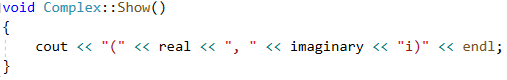 void Complex::Show()
{
    cout << "(" << real << ", " << imaginary << "i)" << endl;
}